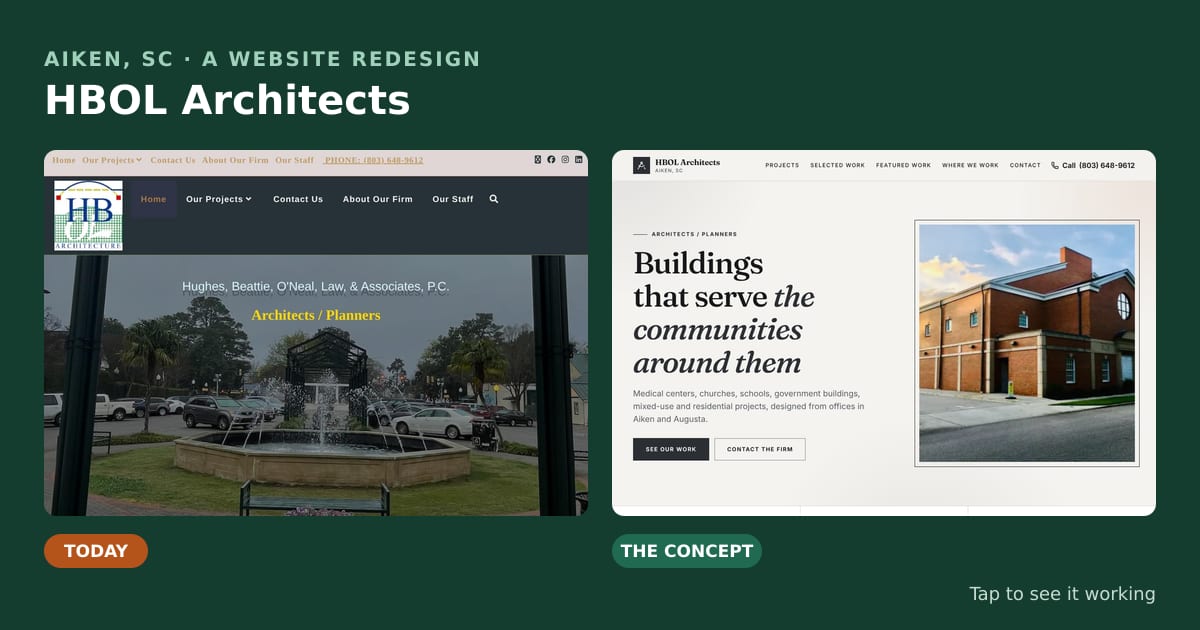 AIKEN, SC · A WEBSITE REDESIGN
HBOL Architects
Home Our Projects Contact Us About Our Firm Our Staff PHONE: (803) 648-9612
HB
OL
ARCHITECTURE
Home Our Projects Contact Us About Our Firm Our Staff
Hughes, Beattie, O'Neal, Law, & Associates, P.C.
Architects / Planners
TODAY
HBOL Architects
AIKEN, SC
PROJECTS SELECTED WORK FEATURED WORK WHERE WE WORK CONTACT Call (803) 648-9612
ARCHITECTS / PLANNERS
Buildings
that serve the
communities
around them
Medical centers, churches, schools, government buildings,
mixed-use and residential projects, designed from offices in
Aiken and Augusta.
SEE OUR WORK CONTACT THE FIRM
THE CONCEPT
Tap to see it working